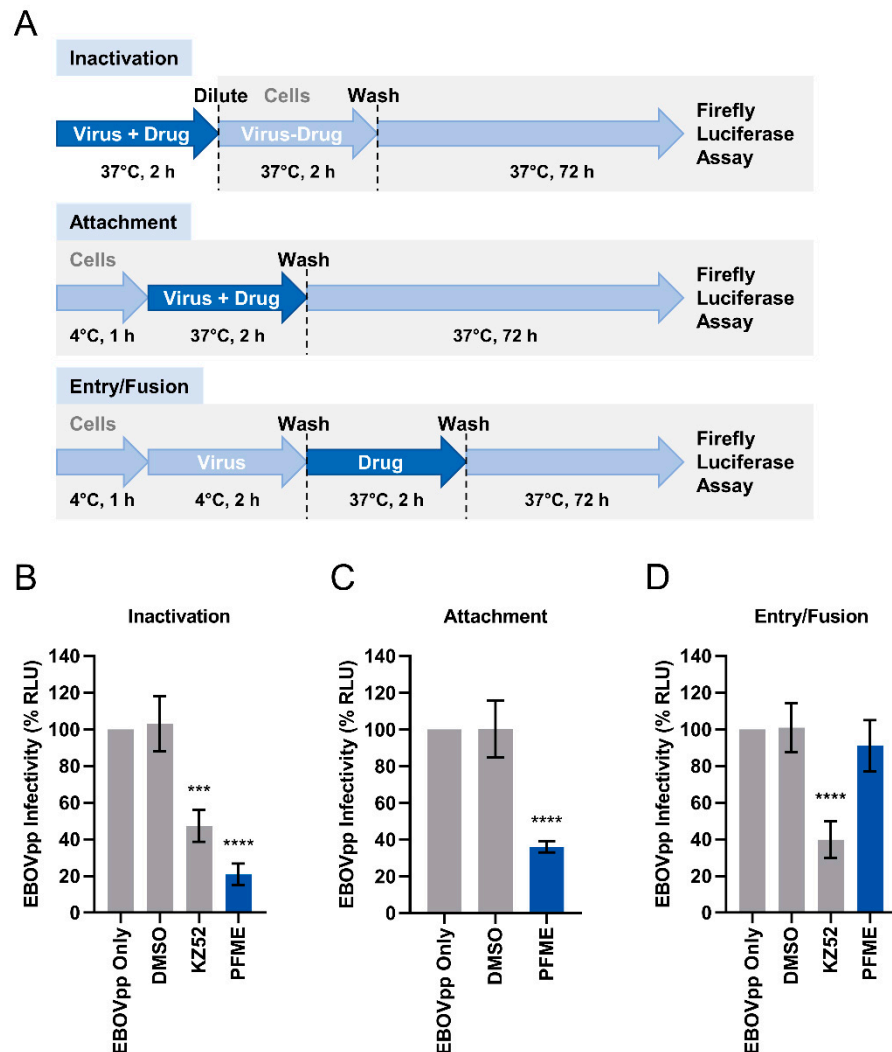 A
Inactivation
Dilute Cells Wash
Virus + Drug Virus-Drug
37°C, 2 h 37°C, 2 h 37°C, 72 h
Firefly
Luciferase
Assay
Attachment
Cells Wash
Virus + Drug
4°C, 1 h 37°C, 2 h 37°C, 72 h
Firefly
Luciferase
Assay
Entry/Fusion
Cells Wash Wash
Virus Drug
4°C, 1 h 4°C, 2 h 37°C, 2 h 37°C, 72 h
Firefly
Luciferase
Assay
B
Inactivation
EBOVpp Infectivity (% RLU)
140
120
100
80
60
40
20
0
***
****
EBOVpp Only
DMSO
KZ52
PFME
C
Attachment
EBOVpp Infectivity (% RLU)
140
120
100
80
60
40
20
0
****
EBOVpp Only
DMSO
PFME
D
Entry/Fusion
EBOVpp Infectivity (% RLU)
140
120
100
80
60
40
20
0
****
EBOVpp Only
DMSO
KZ52
PFME